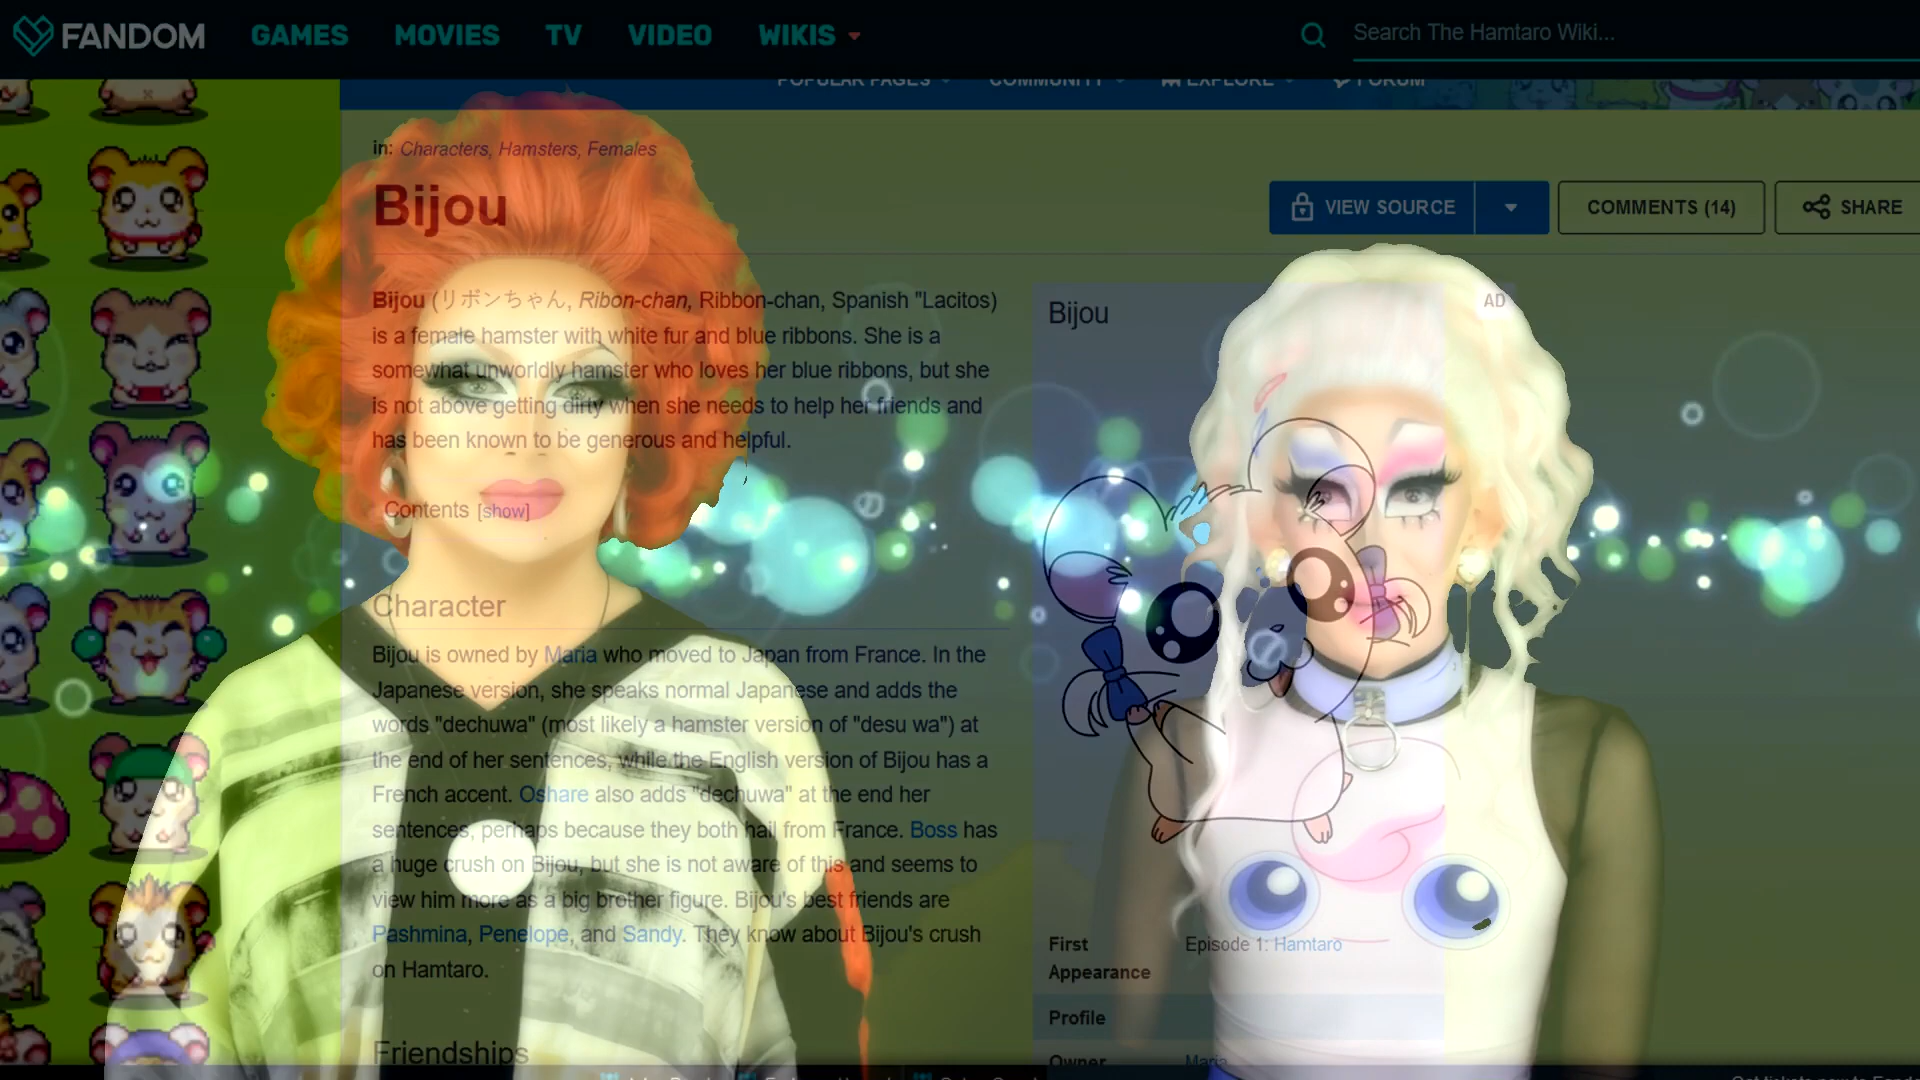 FANDOM GAMES MOVIES TV VIDEO WIKIS Search The Hamtaro Wiki...
POPULAR PAGES COMMUNITY EXPLORE FORUM
in: Characters, Hamsters, Females
Bijou
VIEW SOURCE COMMENTS (14) SHARE
Bijou (リボンちゃん, Ribon-chan, Ribbon-chan, Spanish "Lacitos)
is a female hamster with white fur and blue ribbons. She is a
somewhat unworldly hamster who loves her blue ribbons, but she
is not above getting dirty when she needs to help her friends and
has been known to be generous and helpful.
Contents [show]
Character
Bijou is owned by Maria who moved to Japan from France. In the
Japanese version, she speaks normal Japanese and adds the
words "dechuwa" (most likely a hamster version of "desu wa") at
the end of her sentences, while the English version of Bijou has a
French accent. Oshare also adds "dechuwa" at the end her
sentences, perhaps because they both hail from France. Boss has
a huge crush on Bijou, but she is not aware of this and seems to
view him more as a big brother figure. Bijou's best friends are
Pashmina, Penelope, and Sandy. They know about Bijou's crush
on Hamtaro.
Friendships
Bijou
AD
First Appearance
Episode 1: Hamtaro
Profile
Owner Maria